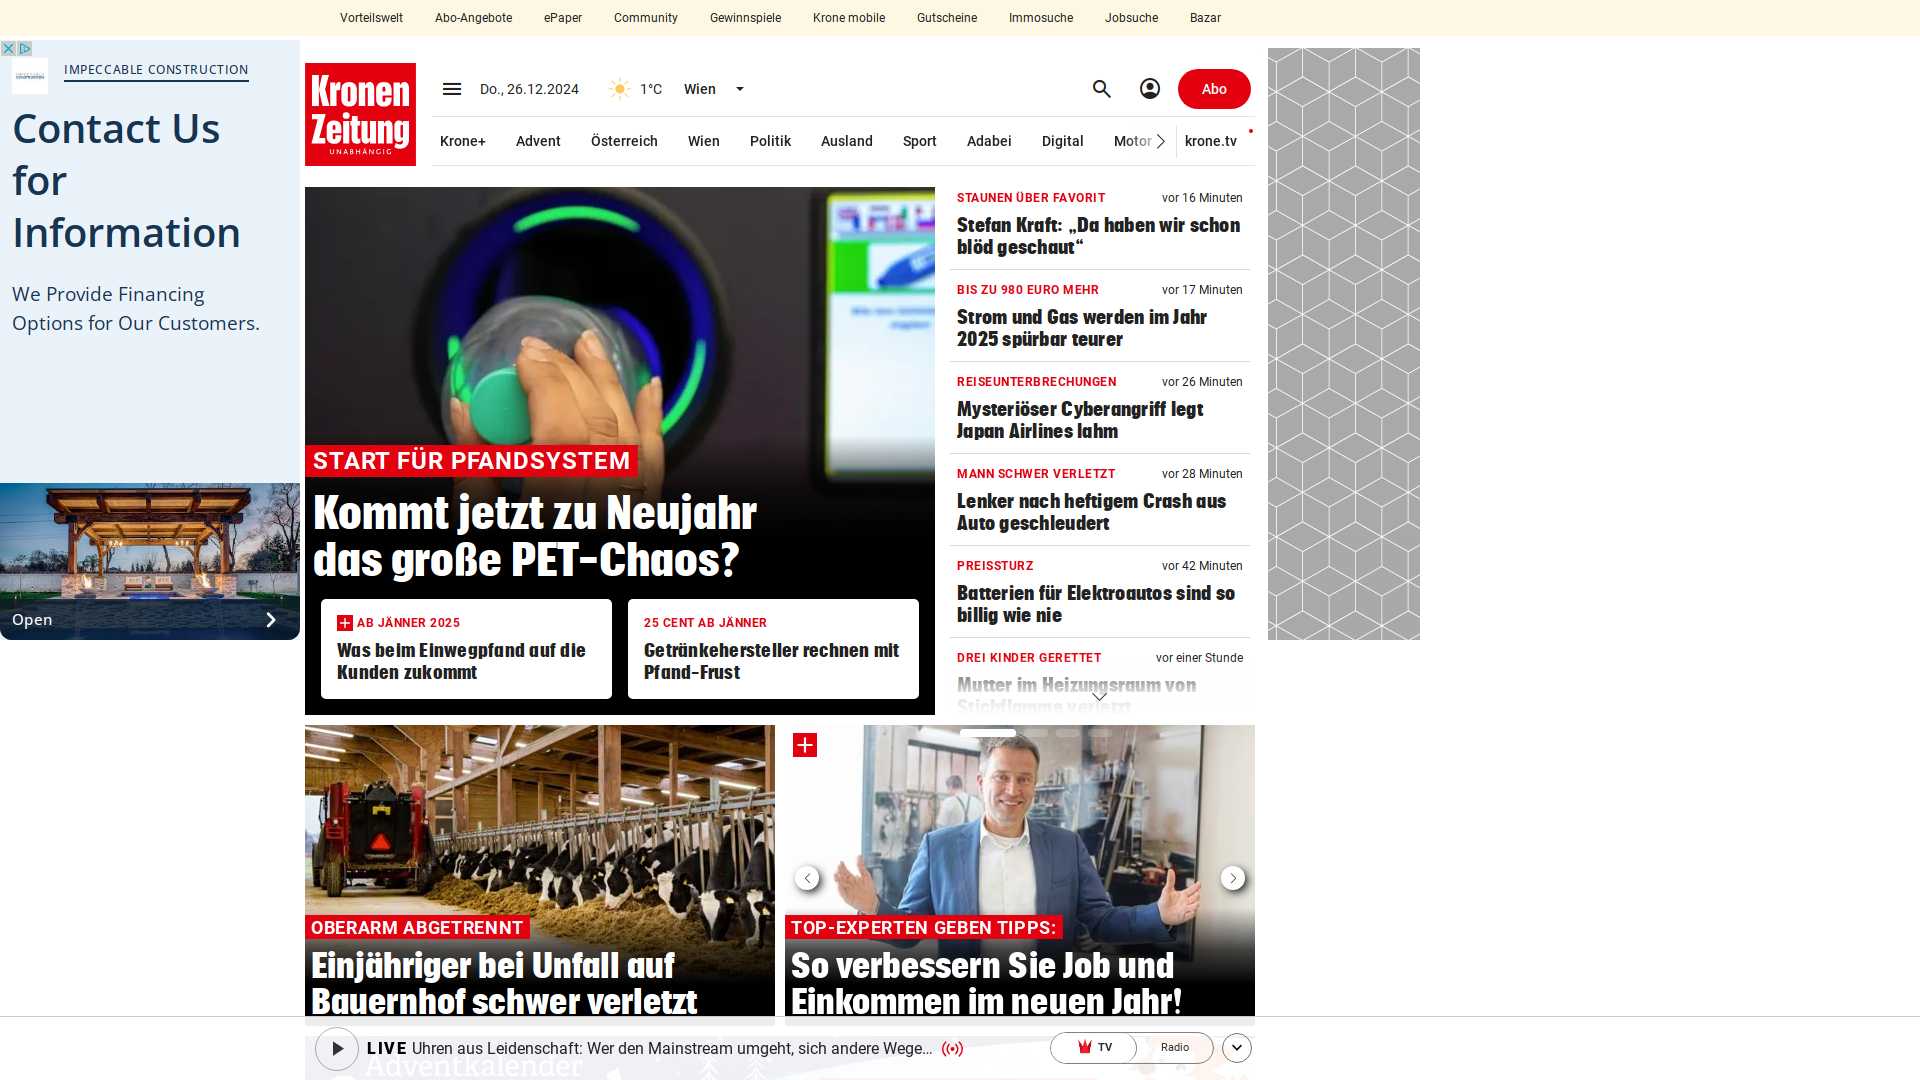 Vorteilswelt Abo-Angebote ePaper Community Gewinnspiele Krone mobile Gutscheine Immosuche Jobsuche Bazar
IMPECCABLE CONSTRUCTION
Contact Us
for
Information
We Provide Financing
Options for Our Customers.
Open
Kronen
Zeitung
UNABHÄNGIG
Do., 26.12.2024 1°C Wien
Abo
Krone+ Advent Österreich Wien Politik Ausland Sport Adabei Digital Motor krone.tv
START FÜR PFANDSYSTEM
Kommt jetzt zu Neujahr
das große PET-Chaos?
AB JÄNNER 2025
Was beim Einwegpfand auf die
Kunden zukommt
25 CENT AB JÄNNER
Getränkehersteller rechnen mit
Pfand-Frust
STAUNEN ÜBER FAVORIT vor 16 Minuten
Stefan Kraft: „Da haben wir schon
blöd geschaut“
BIS ZU 980 EURO MEHR vor 17 Minuten
Strom und Gas werden im Jahr
2025 spürbar teurer
REISEUNTERBRECHUNGEN vor 26 Minuten
Mysteriöser Cyberangriff legt
Japan Airlines lahm
MANN SCHWER VERLETZT vor 28 Minuten
Lenker nach heftigem Crash aus
Auto geschleudert
PREISSTURZ vor 42 Minuten
Batterien für Elektroautos sind so
billig wie nie
DREI KINDER GERETTET vor einer Stunde
Mutter im Heizungsraum von
Stichflamme verletzt
OBERARM ABGETRENNT
Einjähriger bei Unfall auf
Bauernhof schwer verletzt
TOP-EXPERTEN GEBEN TIPPS:
So verbessern Sie Job und
Einkommen im neuen Jahr!
LIVE Uhren aus Leidenschaft: Wer den Mainstream umgeht, sich andere Wege...
TV Radio
Adventkalender